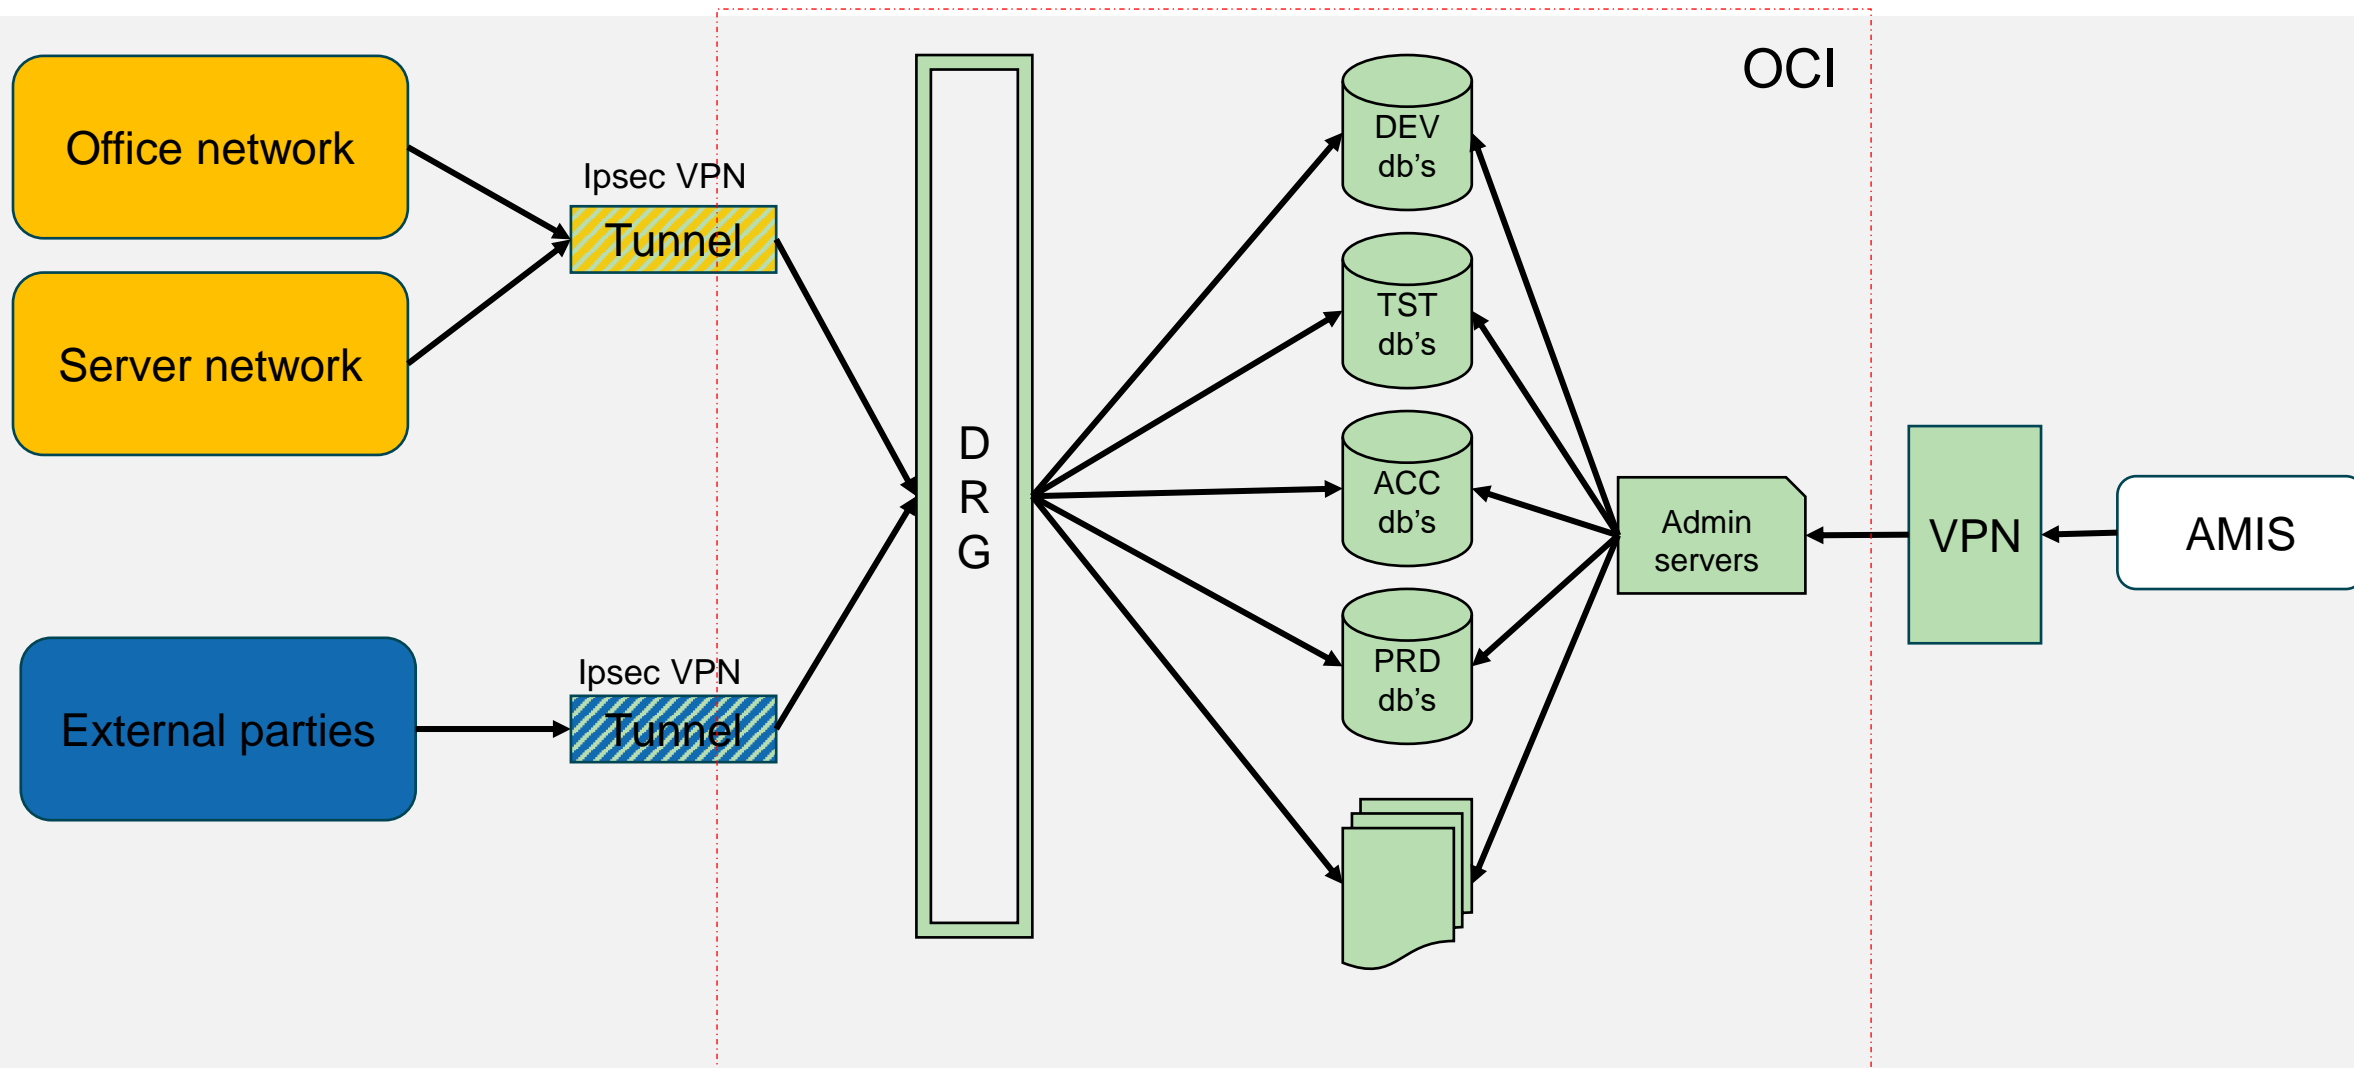 OCI
Office network
Ipsec VPN
Tunnel
Server network
External parties
Ipsec VPN
Tunnel
D
R
G
DEV
db’s
TST
db’s
ACC
db’s
PRD
db’s
Admin
servers
VPN
AMIS